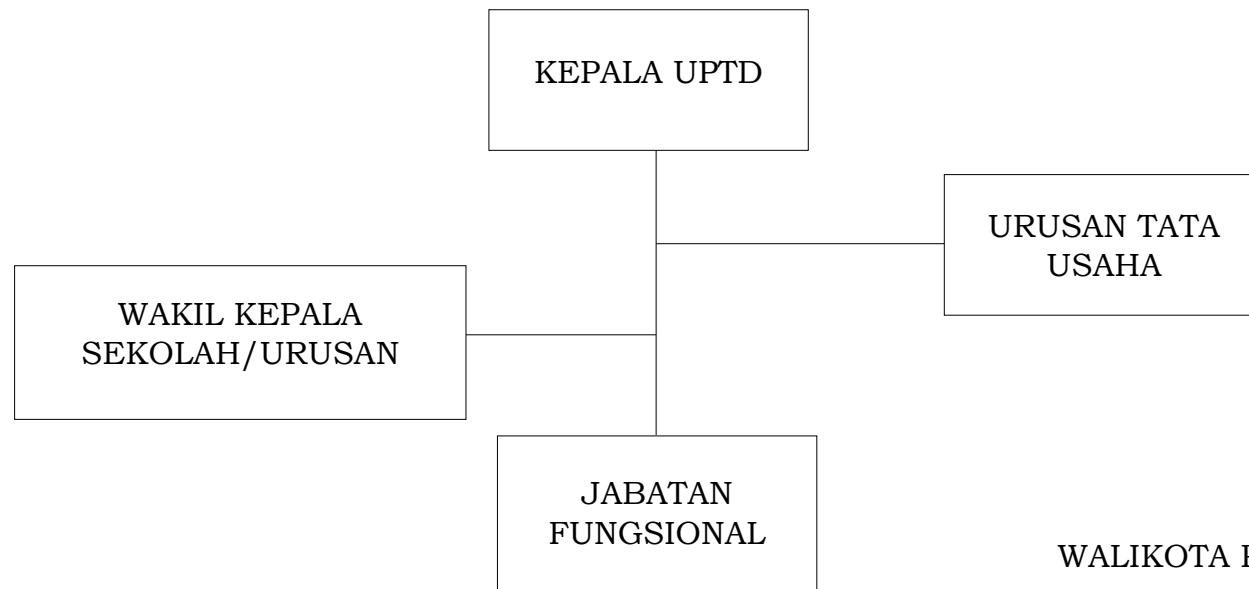 KEPALA UPTD
URUSAN TATA
USAHA
WAKIL KEPALA
SEKOLAH/URUSAN
JABATAN
FUNGSIONAL
WALIKOTA